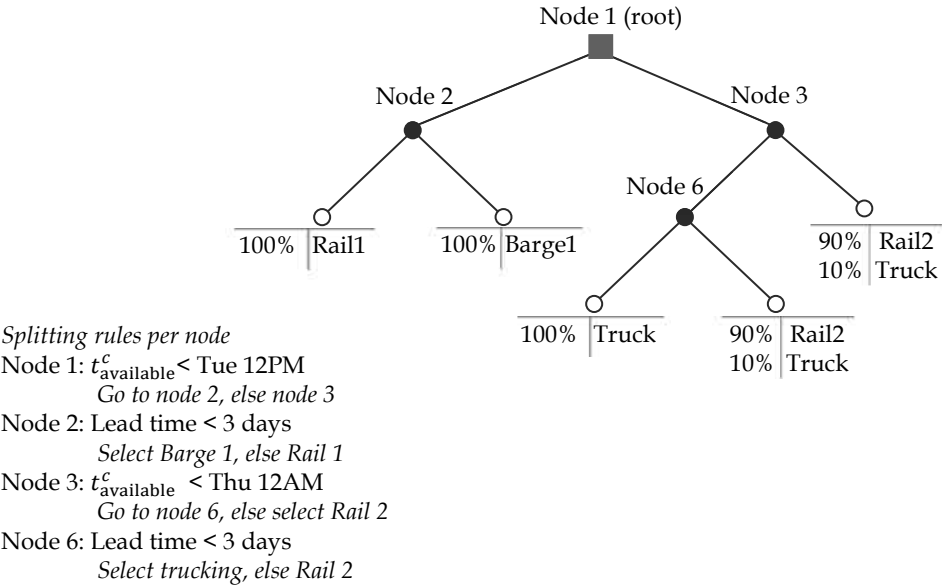 Node 1 (root)
Node 2
Node 3
Node 6
100% Rail1
100% Barge1
90% Rail2
10% Truck
100% Truck
90% Rail2
10% Truck
Splitting rules per node
Node 1: t^c_available < Tue 12PM
Go to node 2, else node 3
Node 2: Lead time < 3 days
Select Barge 1, else Rail 1
Node 3: t^c_available < Thu 12AM
Go to node 6, else select Rail 2
Node 6: Lead time < 3 days
Select trucking, else Rail 2